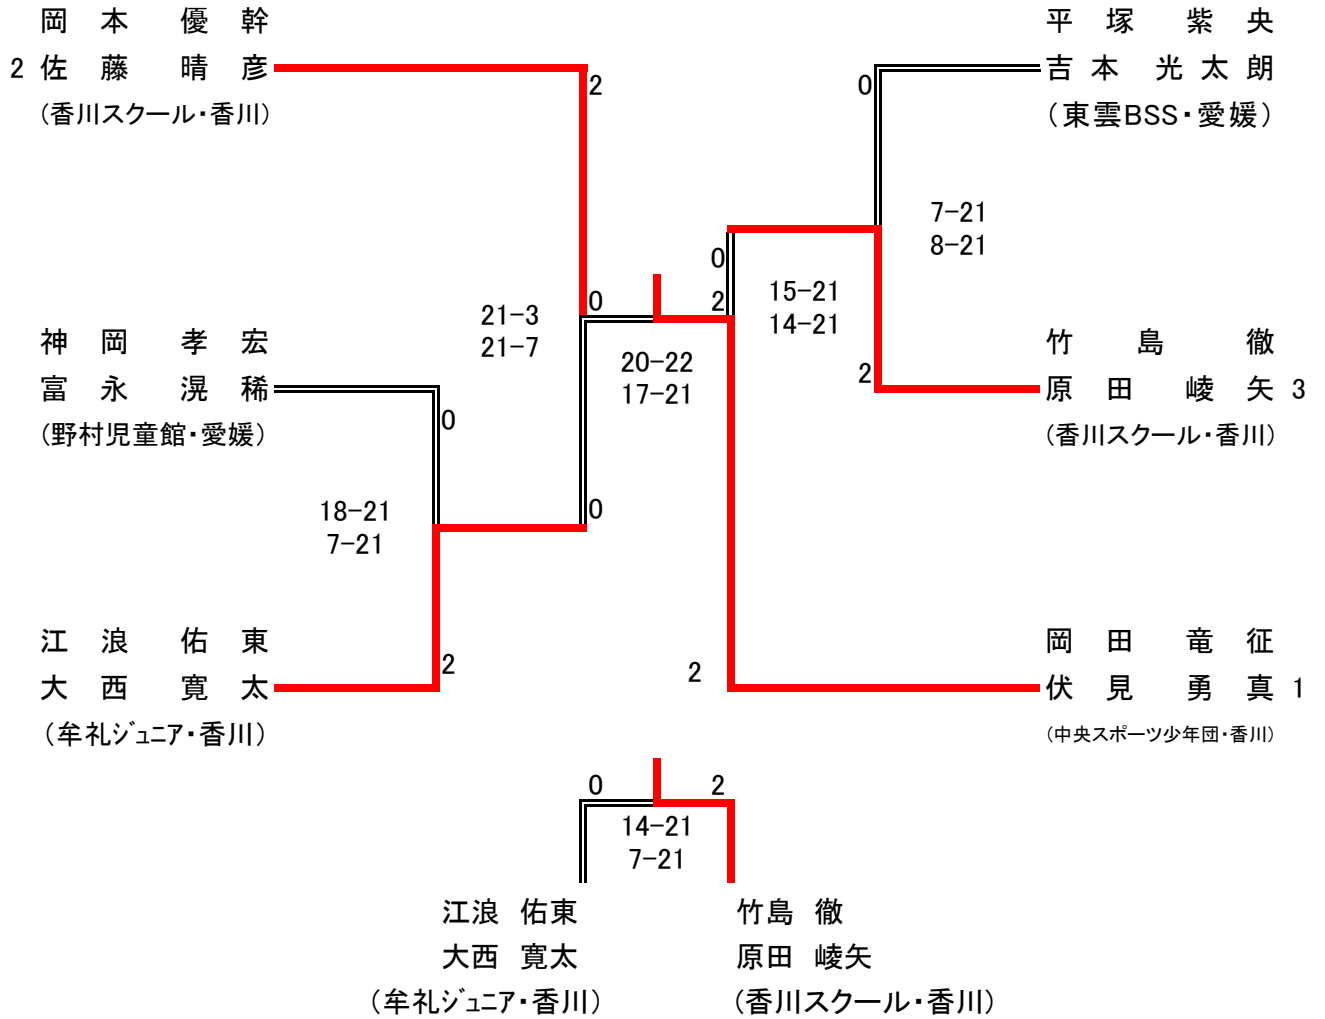 岡本 優幹
2 佐藤 晴彦
(香川スクール・香川)
2
神岡 孝宏
富永 滉稀
(野村児童館・愛媛)
0
18-21
7-21
江浪 佑東
大西 寛太
(牟礼ジュニア・香川)
2
21-3
21-7
0
0
20-22
17-21
2
平塚 紫央
吉本 光太朗
(東雲BSS・愛媛)
0
7-21
8-21
竹島 徹
原田 崚矢 3
(香川スクール・香川)
2
0
15-21
14-21
岡田 竜征
伏見 勇真 1
(中央スポーツ少年団・香川)
2
0
2
14-21
7-21
江浪 佑東
大西 寛太
(牟礼ジュニア・香川)
竹島 徹
原田 崚矢
(香川スクール・香川)